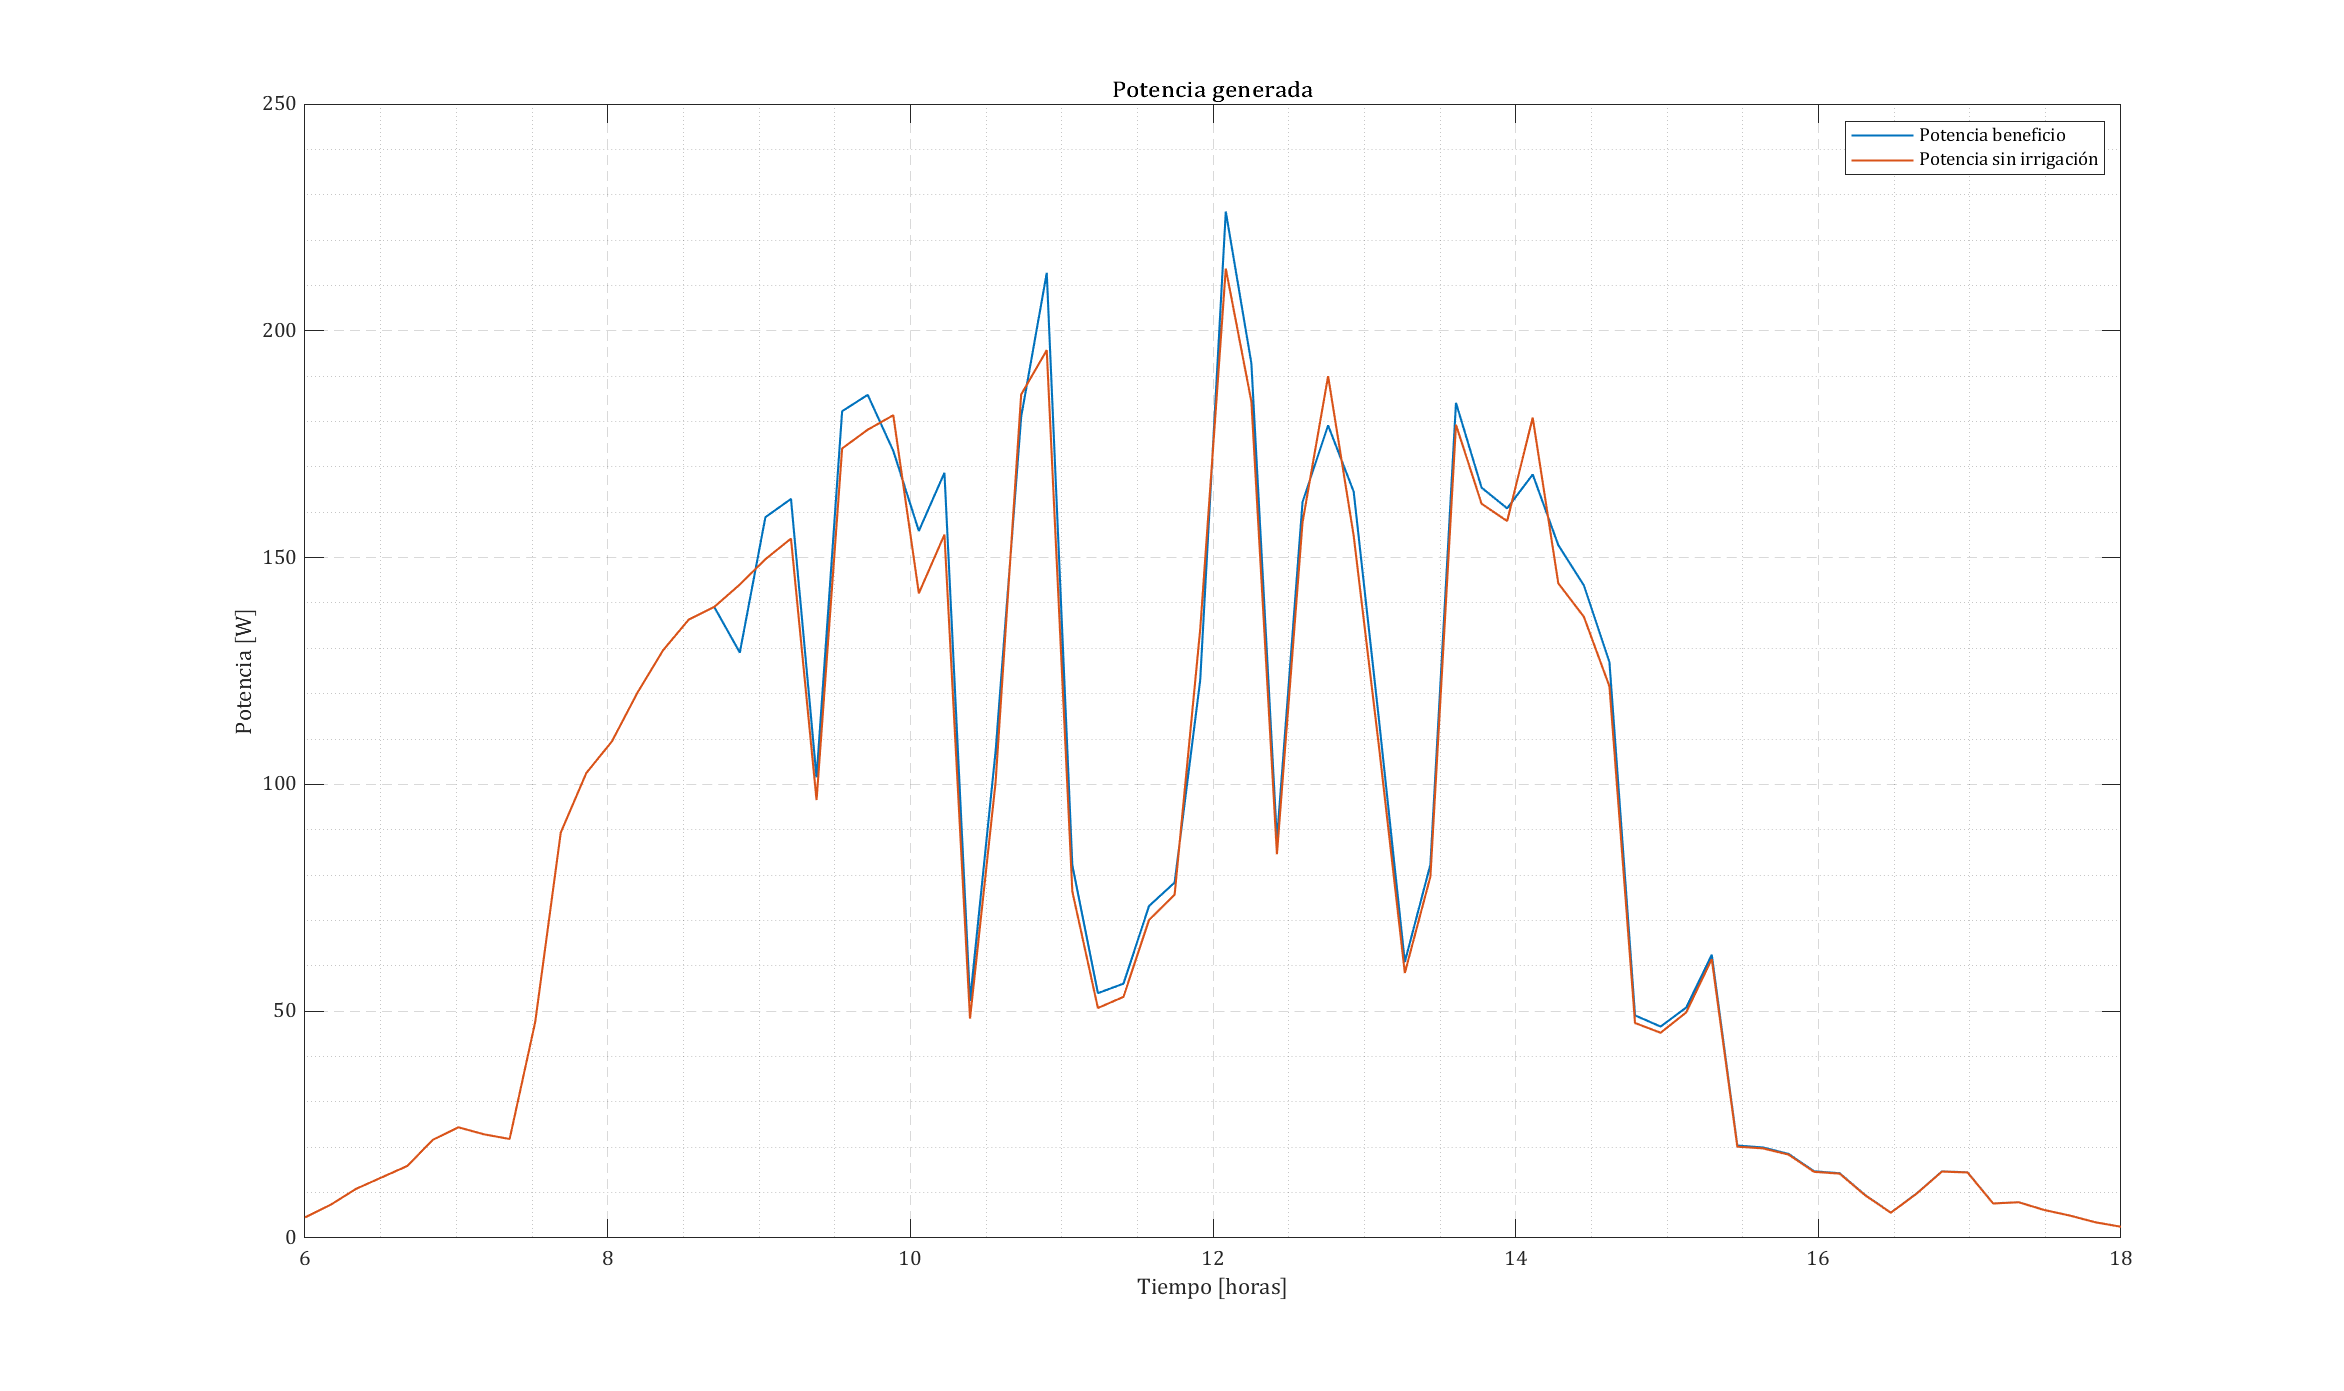 Potencia generada
Potencia beneficio
Potencia sin irrigación
250
200
150
100
50
0
Potencia [W]
6
8
10
12
14
16
18
Tiempo [horas]